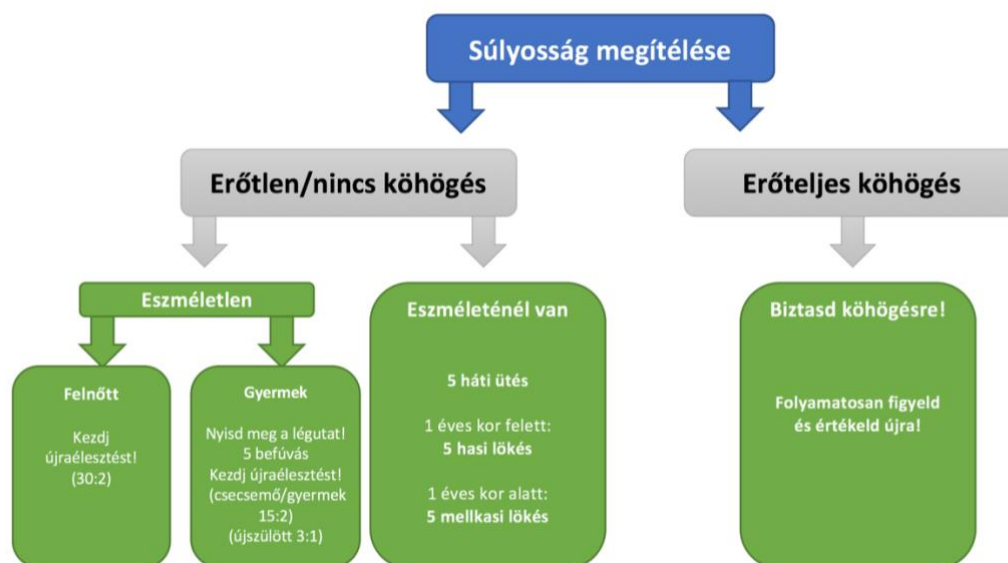 Súlyosság megítélése
Erőtlen/nincs köhögés
Erőteljes köhögés
Eszméletlen
Felnőtt
Kezdj
újraélesztést!
(30:2)
Gyermek
Nyisd meg a légutat!
5 befúvás
Kezdj újraélesztést!
(csecsemő/gyermek
15:2)
(újszülött 3:1)
Eszméleténél van
5 háti ütés
1 éves kor felett:
5 hasi lökés
1 éves kor alatt:
5 mellkasi lökés
Biztasd köhögésre!
Folyamatosan figyeld
és értékeld újra!